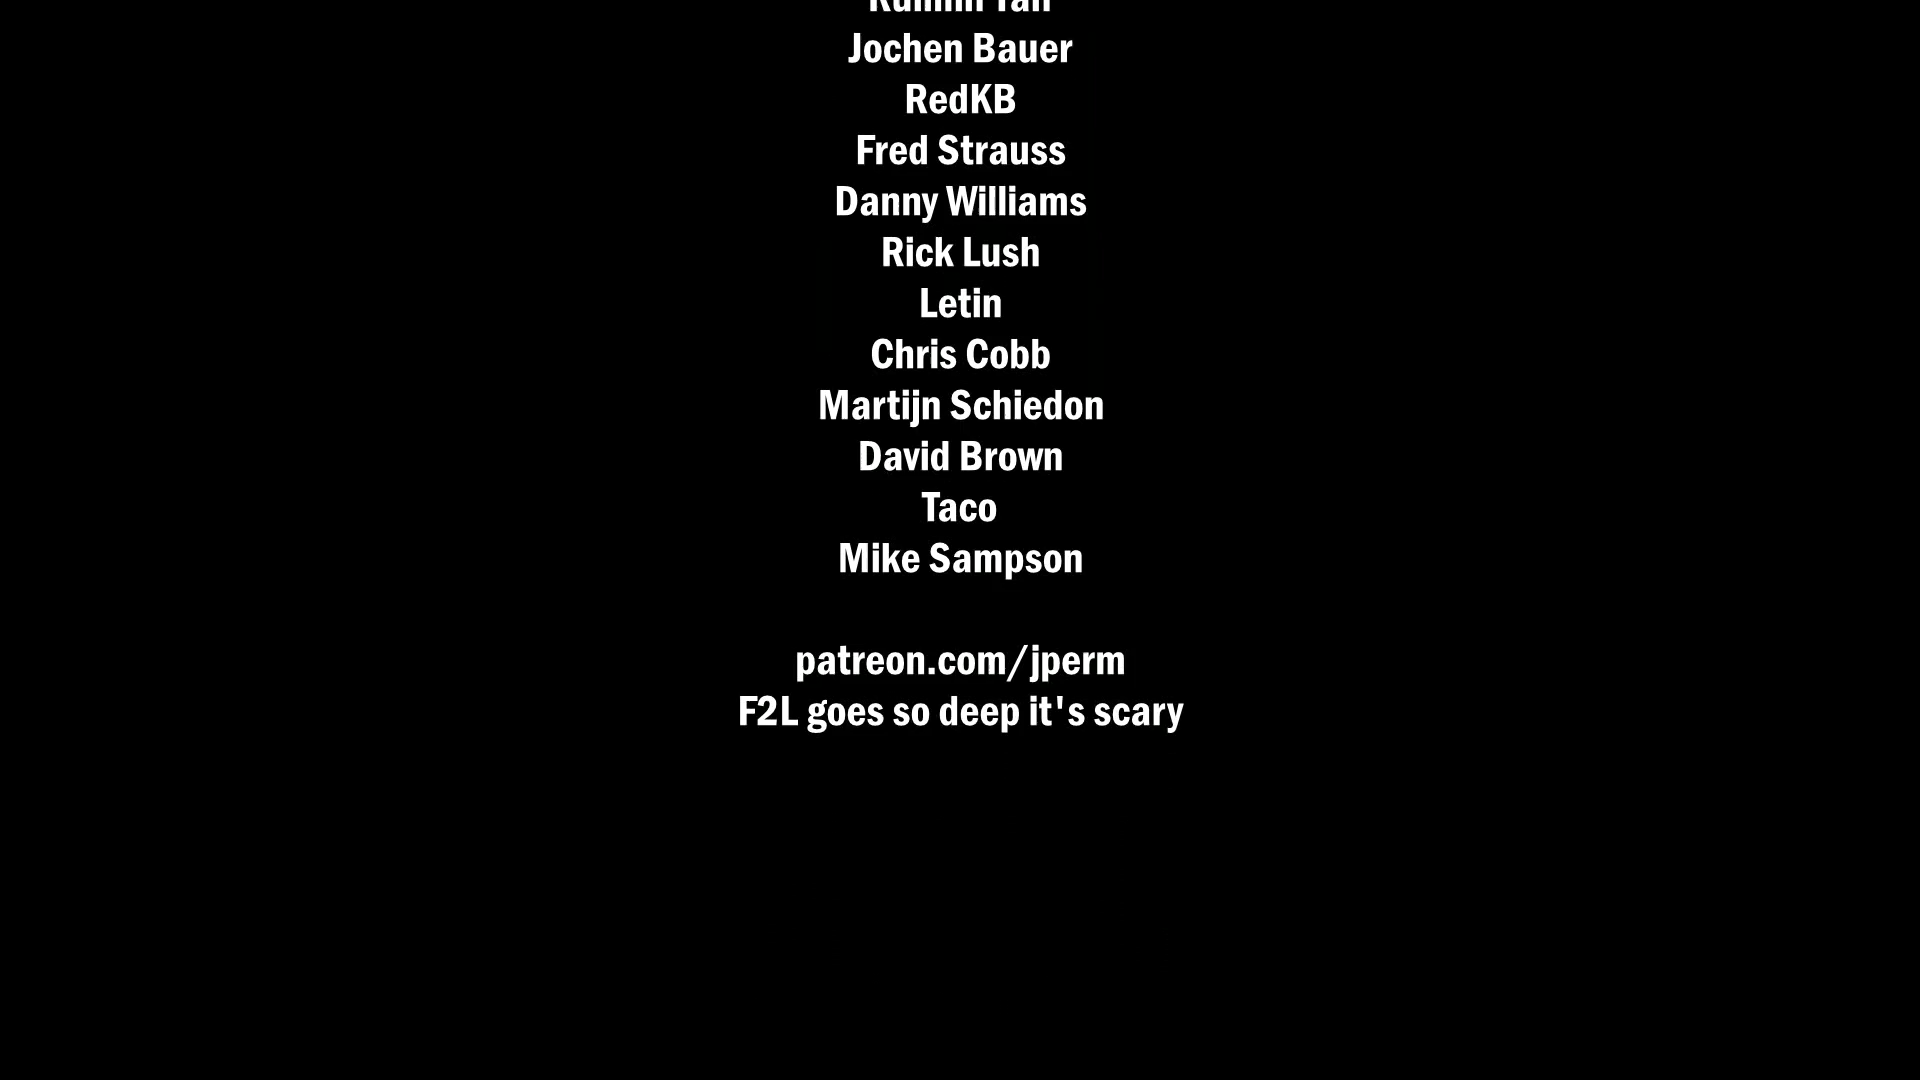 Jochen Bauer
RedKB
Fred Strauss
Danny Williams
Rick Lush
Letin
Chris Cobb
Martijn Schiedon
David Brown
Taco
Mike Sampson
patreon.com/jperm
F2L goes so deep it's scary